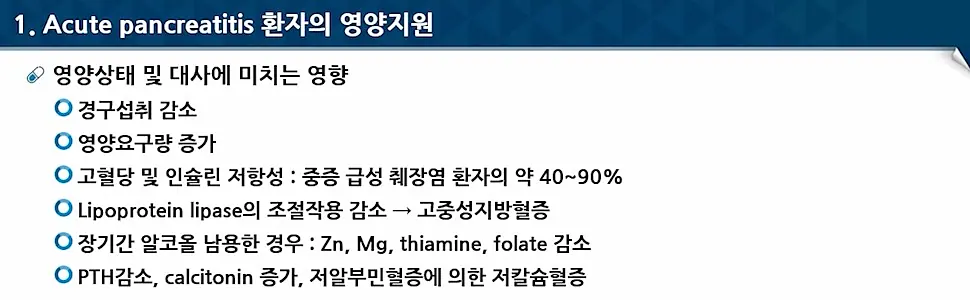 1. Acute pancreatitis 환자의 영양지원
영양상태 및 대사에 미치는 영향
경구섭취 감소
영양요구량 증가
고혈당 및 인슐린 저항성 : 중증 급성 췌장염 환자의 약 40~90%
Lipoprotein lipase의 조절작용 감소 → 고중성지방혈증
장기간 알코올 남용한 경우 : Zn, Mg, thiamine, folate 감소
PTH감소, calcitonin 증가, 저알부민혈증에 의한 저칼슘혈증